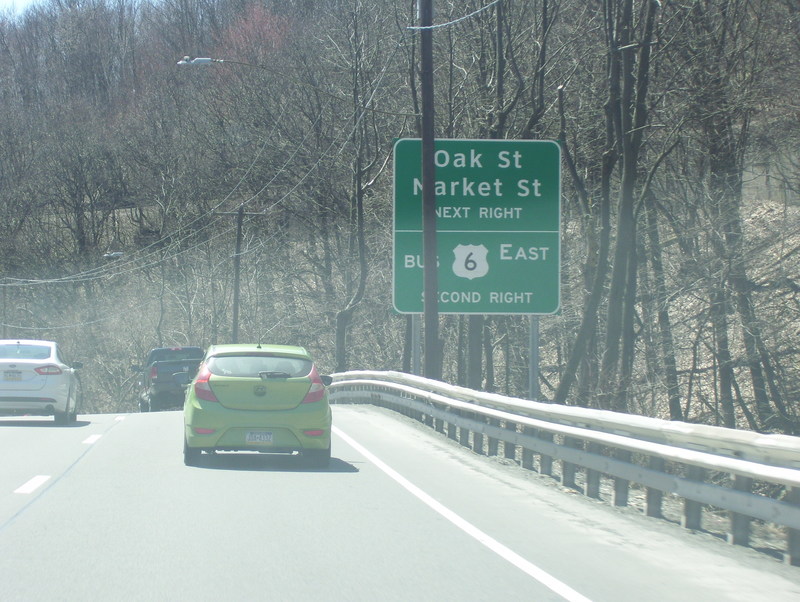 Oak St
Market St
NEXT RIGHT
BUS 6 EAST
SECOND RIGHT